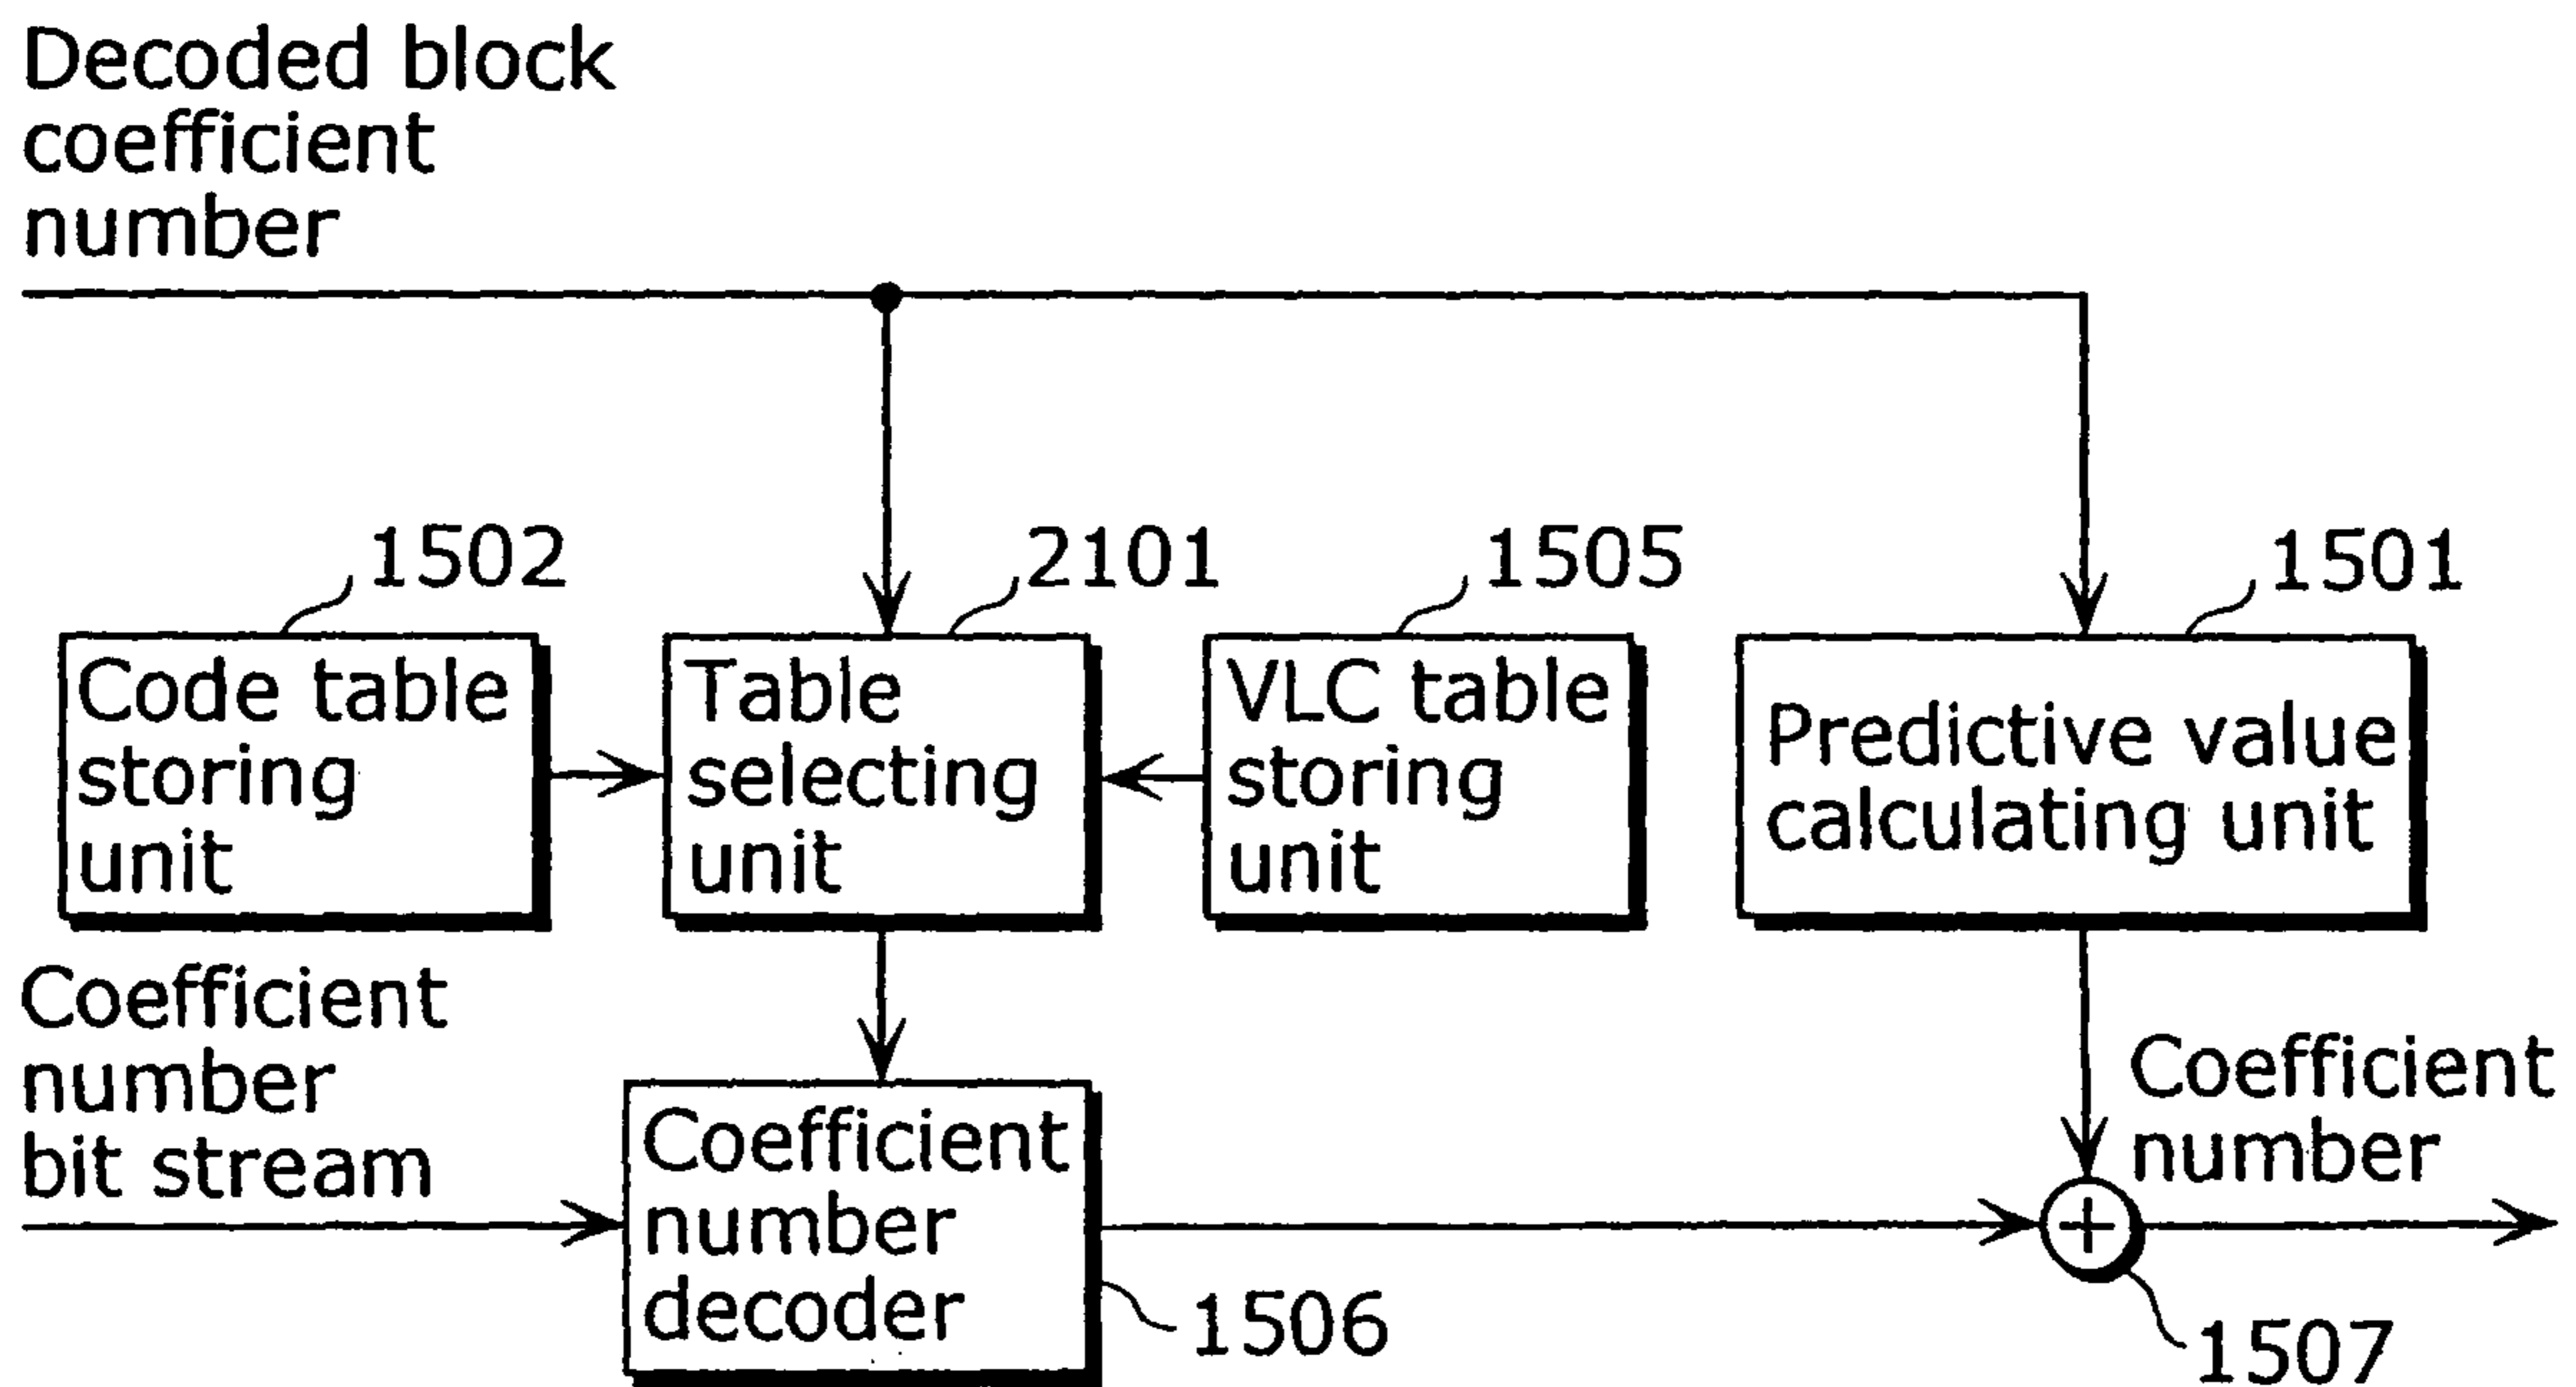 Decoded block
coefficient
number
1502
2101
1505
1501
Code table
storing
unit
Table
selecting
unit
VLC table
storing
unit
Predictive value
calculating unit
Coefficient
number
bit stream
Coefficient
number
decoder
1506
Coefficient
number
+
1507